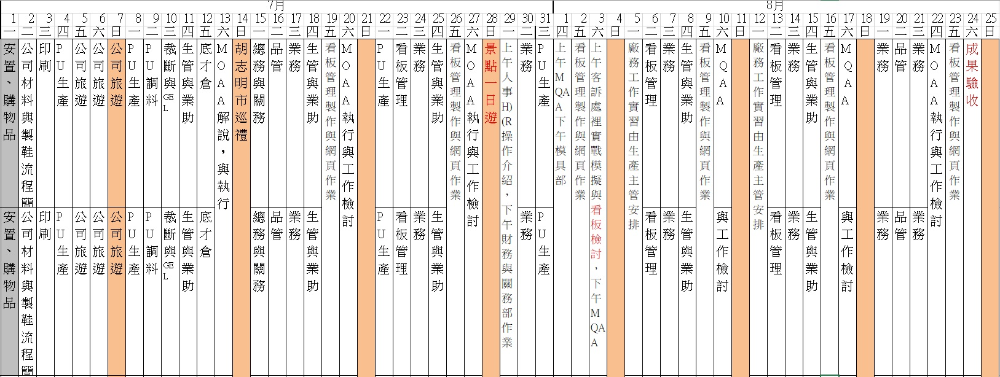 7月 8月
1 2 3 4 5 6 7 8 9 10 11 12 13 14 15 16 17 18 19 20 21 22 23 24 25 26 27 28 29 30 31 1 2 3 4 5 6 7 8 9 10 11 12 13 14 15 16 17 18 19 20 21 22 23 24 25
一 二 三 四 五 六 日 一 二 三 四 五 六 日 一 二 三 四 五 六 日 一 二 三 四 五 六 日 一 二 三 四 五 六 日 一 二 三 四 五 六 日 一 二 三 四 五 六 日 一 二 三 四 五 六 日
安置、購物品
公司材料與製鞋流程簡
印刷
PU生產
公司旅遊
公司旅遊
公司旅遊
PU生產
PU調料
裁斷與GEL
生管與業助
底才倉
MOA解說，與執行
胡志明市巡禮
總務與關務
品管
業務
生管與業助
看板管理製作與網頁作業
MOA執行與工作檢討
PU生產
看板管理
業務
生管與業助
看板管理製作與網頁作業
MOA執行與工作檢討
景點一日遊
上午人事H)(R操作介紹，下午財務與關務部作業
業務
PU生產
上午MQAA下午模具部
看板管理製作與網頁作業
上午客訴處裡實戰模擬與看板檢討，下午MQAA
廠務工作實習由生產主管安排
看板管理
業務
生管與業助
看板管理製作與網頁作業
MQAA
廠務工作實習由生產主管安排
看板管理
業務
生管與業助
看板管理製作與網頁作業
MQAA
業務
品管
業務
MOA執行與工作檢討
看板管理製作與網頁作業
成果驗收
安置、購物品
公司材料與製鞋流程簡
印刷
PU生產
公司旅遊
公司旅遊
公司旅遊
PU生產
PU調料
裁斷與GEL
生管與業助
底才倉
總務與關務
品管
業務
生管與業助
PU生產
看板管理
業務
生管與業助
業務
PU生產
看板管理
業務
生管與業助
與工作檢討
看板管理
業務
生管與業助
與工作檢討
業務
品管
業務